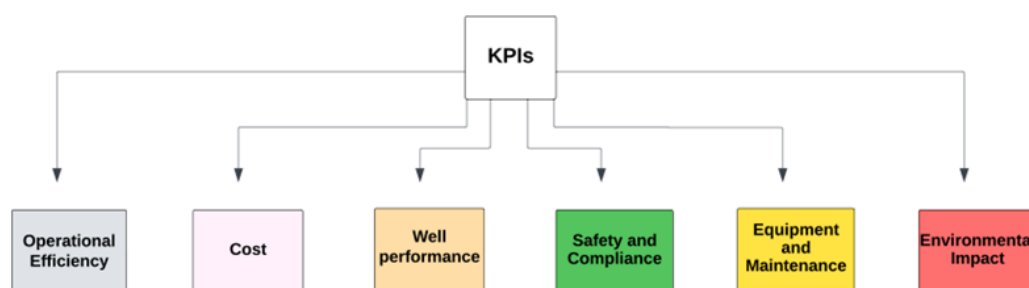 KPIs
Operational
Efficiency
Cost
Well
performance
Safety and
Compliance
Equipment
and
Maintenance
Environmenta
Impact